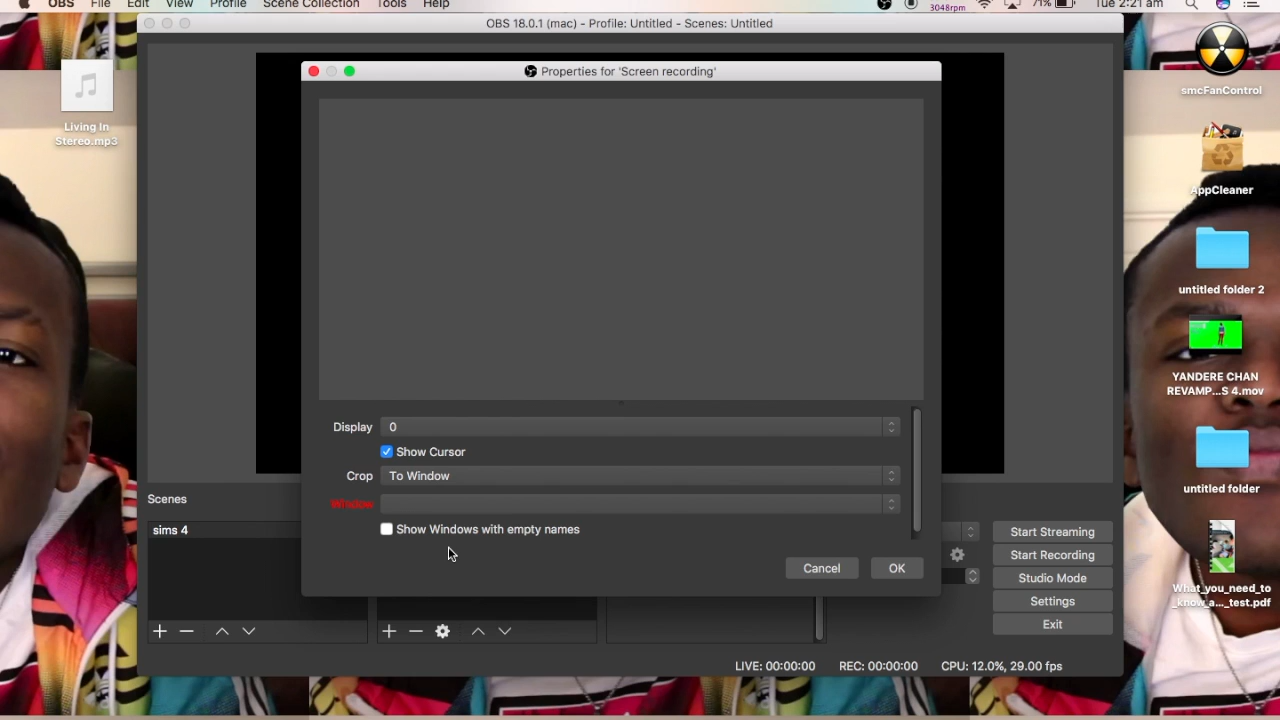 OBS File Edit View Profile Scene Collection Tools Help 3048rpm 71% Tue 2:21 am
OBS 18.0.1 (mac) - Profile: Untitled - Scenes: Untitled
Properties for 'Screen recording'
Living In
Stereo.mp3
smcFanControl
AppCleaner
untitled folder 2
YANDERE CHAN
REVAMP...S 4.mov
untitled folder
What_you_need_to
_know_a..._test.pdf
Display 0
Show Cursor
Crop To Window
Window
Show Windows with empty names
Cancel OK
Scenes
sims 4
Start Streaming
Start Recording
Studio Mode
Settings
Exit
LIVE: 00:00:00 REC: 00:00:00 CPU: 12.0%, 29.00 fps